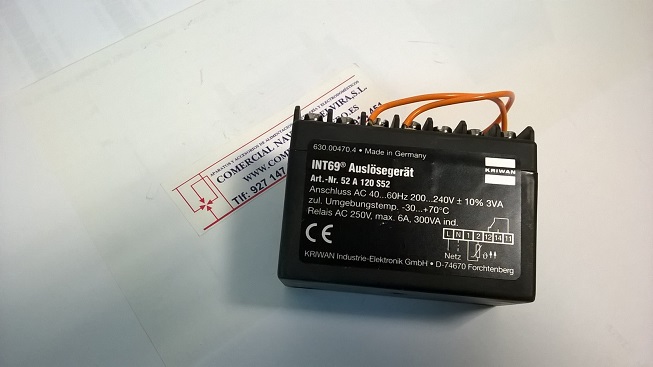 630.00470.4 • Made in Germany
INT69® Auslösegerät
Art.-Nr. 52 A 120 S52
Anschluss AC 40...60Hz 200...240V ± 10% 3VA
zul. Umgebungstemp. -30...+70°C
Relais AC 250V, max. 6A, 300VA ind.
KRIWAN
CE
L N 1 2 12 14 11
Netz ϑ
KRIWAN Industrie-Elektronik GmbH • D-74670 Forchtenberg
COMERCIAL
S.L.
Tlf: 927 147